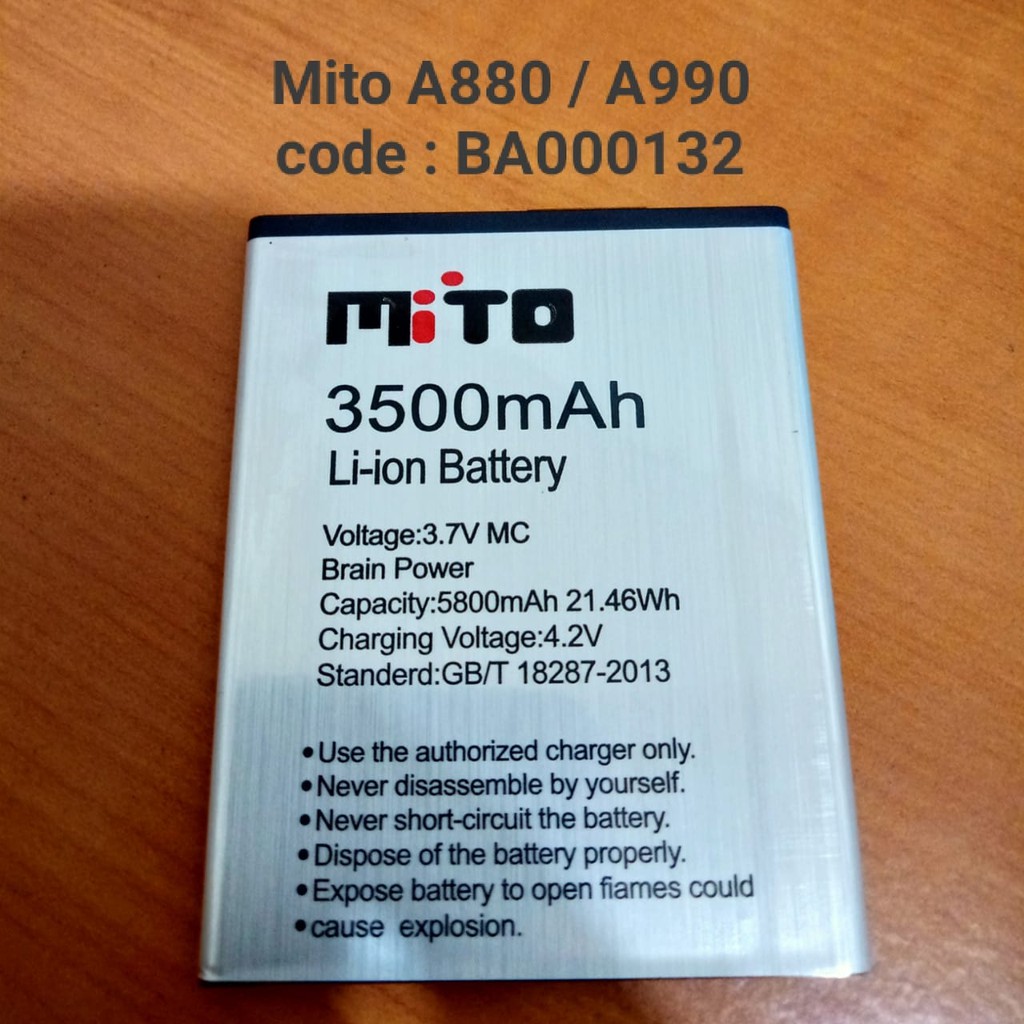 Mito A880 / A990
code : BA000132
MiTO
3500mAh
Li-ion Battery
Voltage:3.7V MC
Brain Power
Capacity:5800mAh 21.46Wh
Charging Voltage:4.2V
Standerd:GB/T 18287-2013
•Use the authorized charger only.
•Never disassemble by yourself.
•Never short-circuit the battery.
•Dispose of the battery properly.
•Expose battery to open fiames could
•cause explosion.